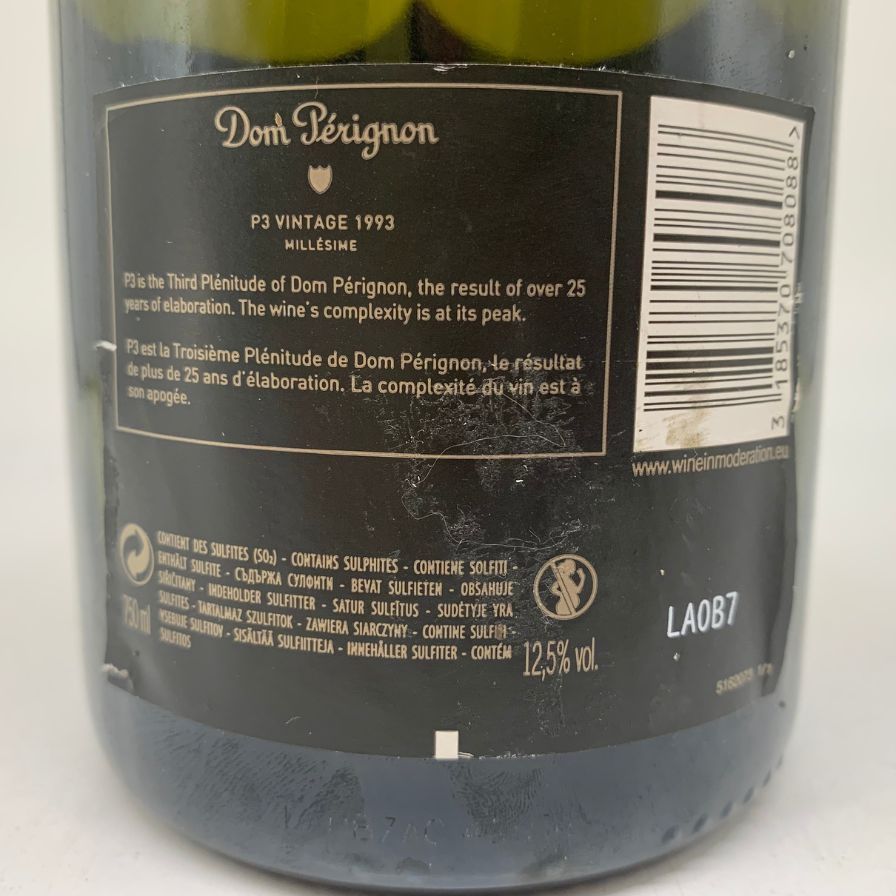 Dom Pérignon
P3 VINTAGE 1993
MILLÉSIME
P3 is the Third Plénitude of Dom Pérignon, the result of over 25
years of elaboration. The wine's complexity is at its peak.
P3 est la Troisième Plénitude de Dom Pérignon, le résultat
de plus de 25 ans d'élaboration. La complexité du vin est à
son apogée.
3 185370 708088 >
www.wineinmoderation.eu
CONTIENT DES SULFITES (SO₂) - CONTAINS SULPHITES - CONTIENE SOLFITI -
ENTHÄLT SULFITE - СЪДЪРЖА СУЛФИТИ - BEVAT SULFIETEN - OBSAHUJE
SIŘIČITANY - INDEHOLDER SULFITTER - SATUR SULFĪTUS - SUDĖTYJE YRA
SULFITES - TARTALMAZ SZULFITOK - ZAWIERA SIARCZYNY - CONTINE SULFIȚI -
VSEBUJE SULFITOV - SISÄLTÄÄ SULFIITTEJA - INNEHÅLLER SULFITER - CONTÉM
SULFITOS
750 ml
12,5% vol.
LA0B7